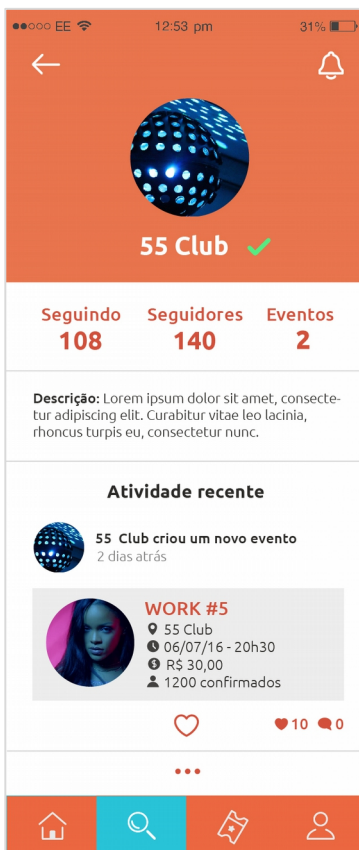 EE 12:53 pm 31%
55 Club
Seguindo Seguidores Eventos
108 140 2
Descrição: Lorem ipsum dolor sit amet, consecte-
tur adipiscing elit. Curabitur vitae leo lacinia,
rhoncus turpis eu, consectetur nunc.
Atividade recente
55 Club criou um novo evento
2 dias atrás
WORK #5
55 Club
06/07/16 - 20h30
R$ 30,00
1200 confirmados
10 0